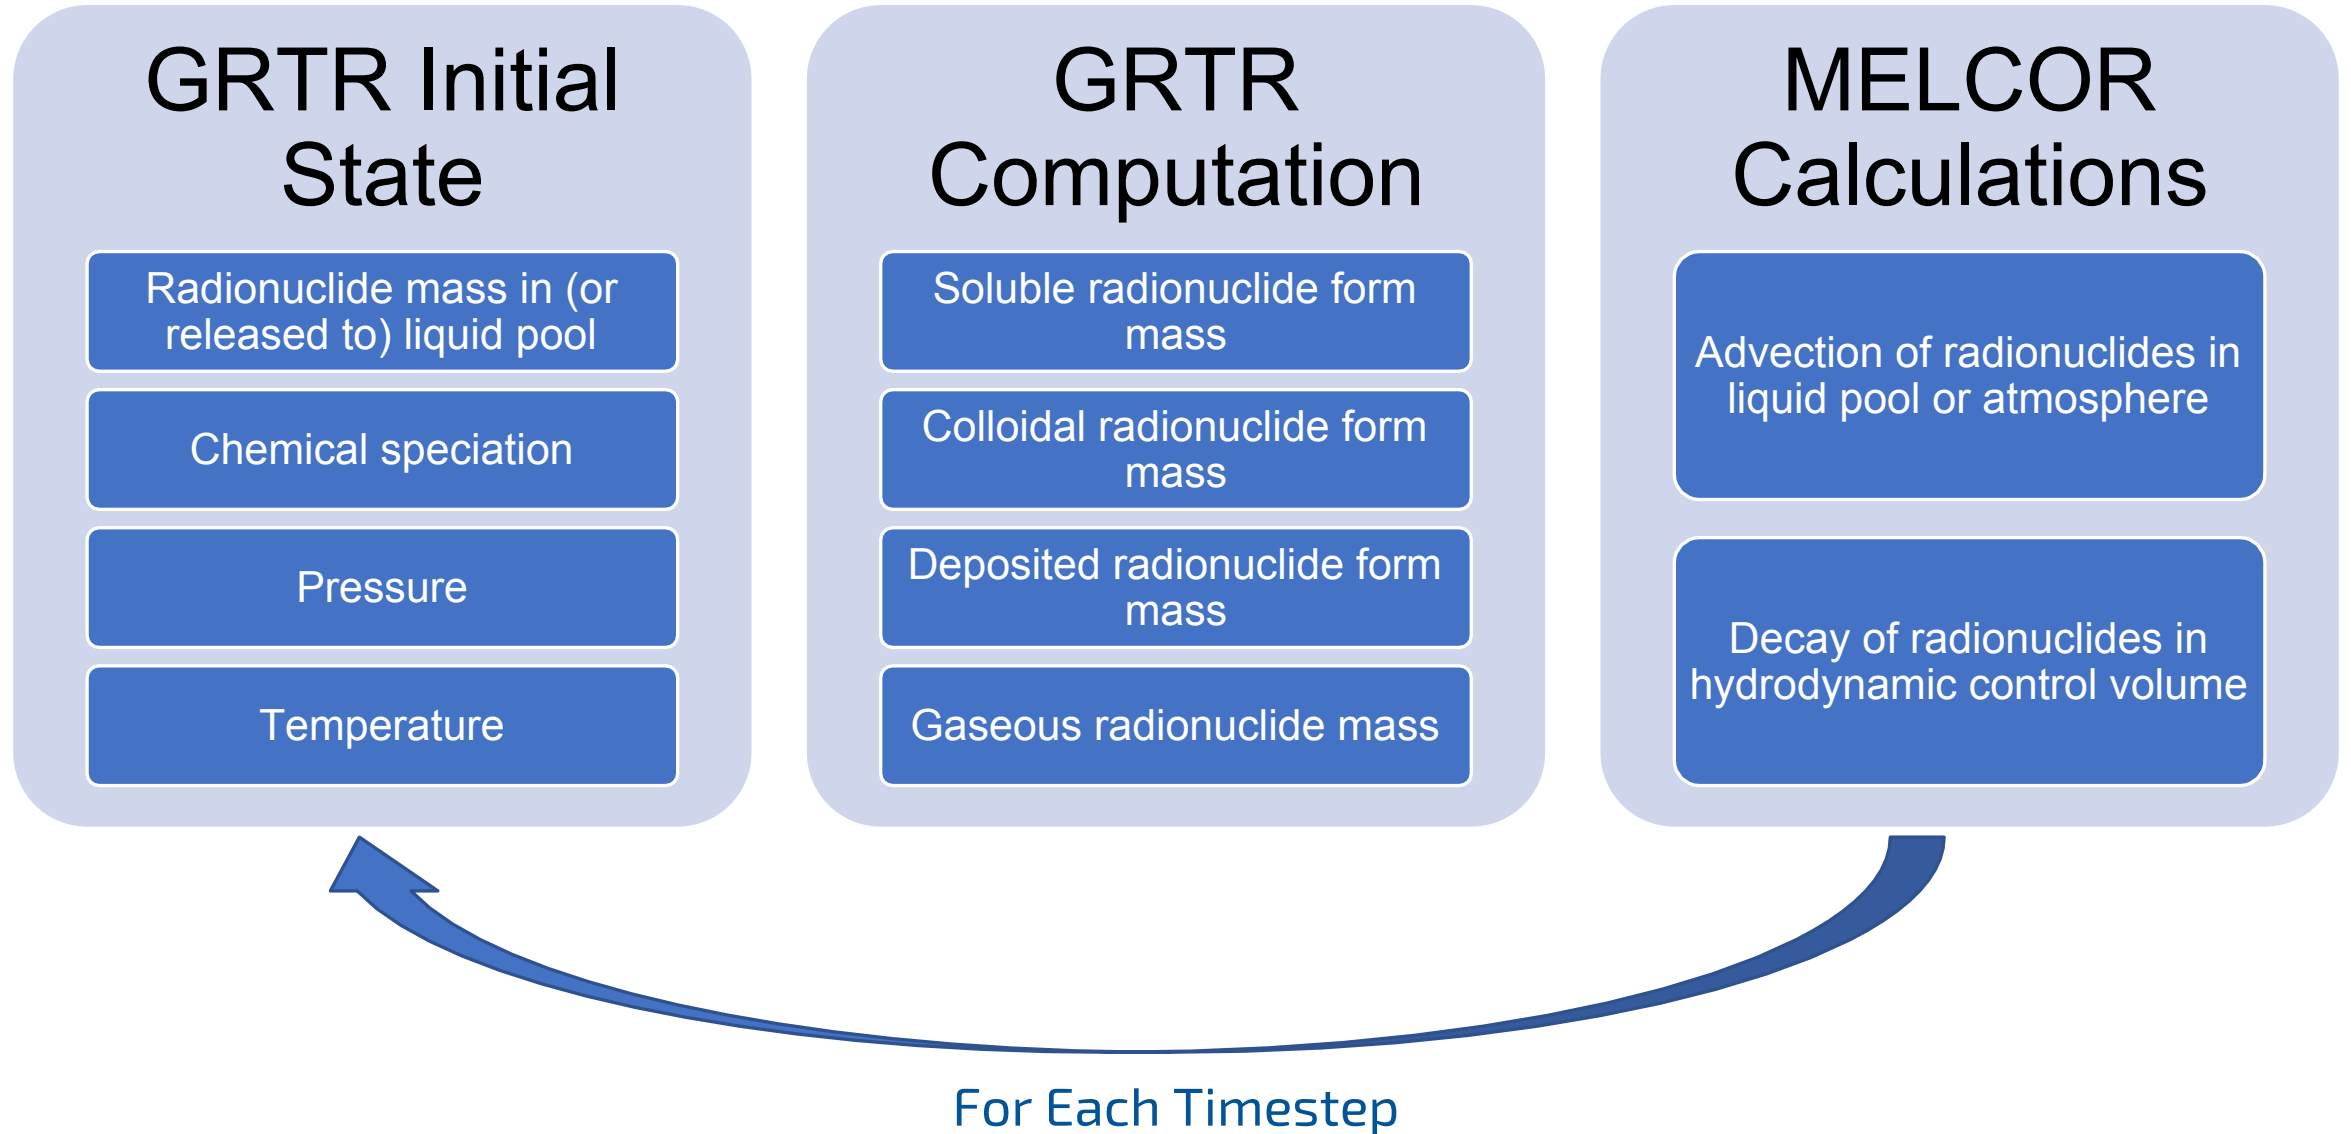 GRTR Initial
State
Radionuclide mass in (or
released to) liquid pool
Chemical speciation
Pressure
Temperature
GRTR
Computation
Soluble radionuclide form
mass
Colloidal radionuclide form
mass
Deposited radionuclide form
mass
Gaseous radionuclide mass
MELCOR
Calculations
Advection of radionuclides in
liquid pool or atmosphere
Decay of radionuclides in
hydrodynamic control volume
For Each Timestep